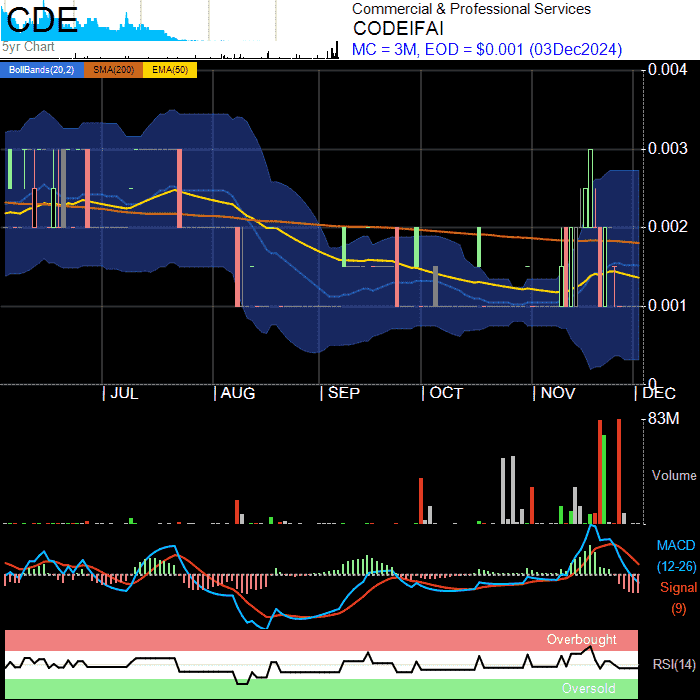 CDE
5yr Chart
Commercial & Professional Services
CODEIFAI
MC = 3M, EOD = $0.001 (03Dec2024)
BollBands(20,2) SMA(200) EMA(50)
0.004
0.003
0.002
0.001
0
JUL AUG SEP OCT NOV DEC
83M
Volume
MACD
(12-26)
Signal
(9)
Overbought
RSI(14)
Oversold